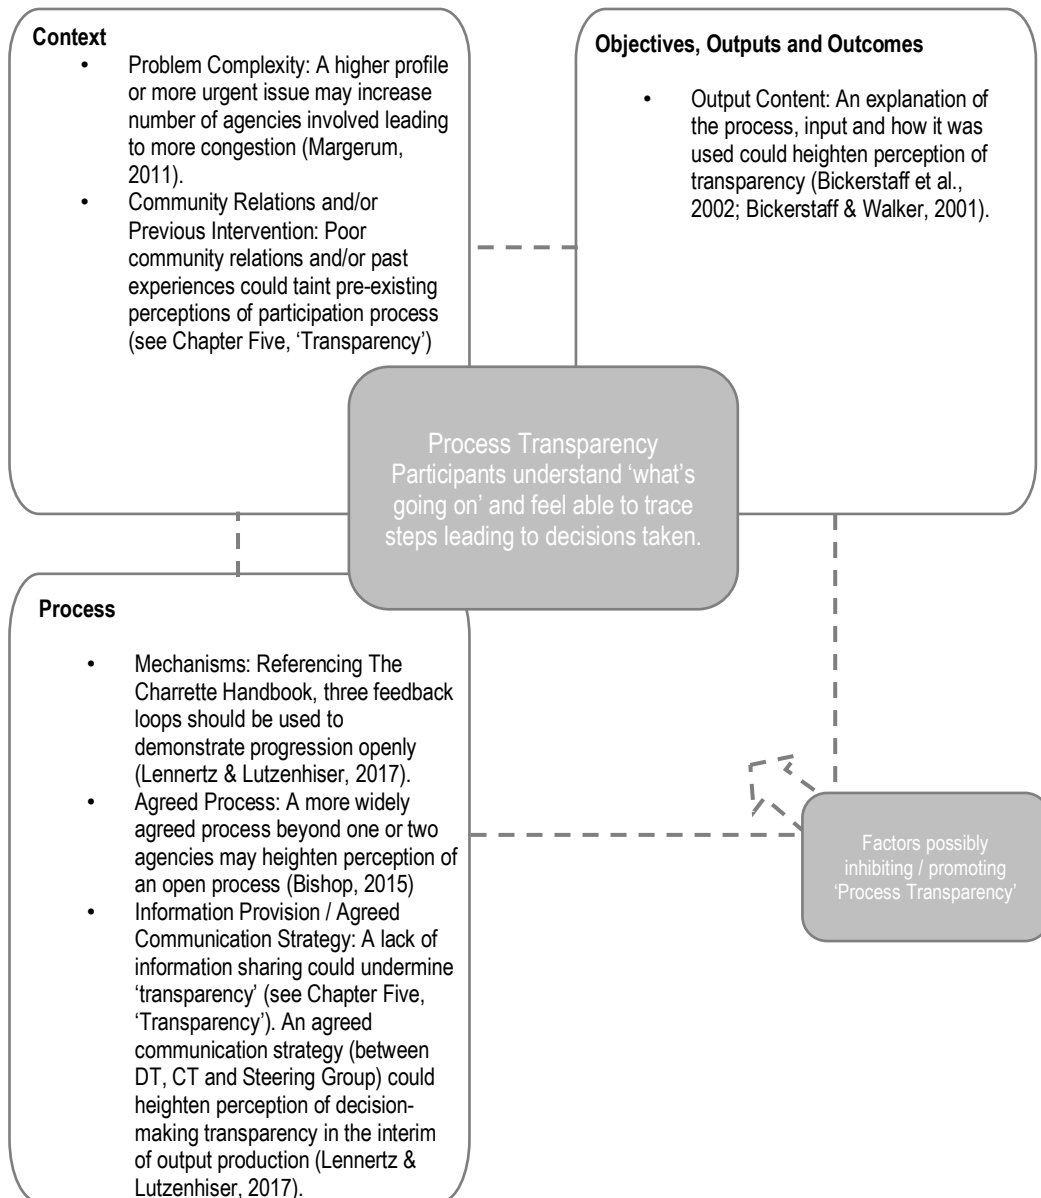 Context
• Problem Complexity: A higher profile
or more urgent issue may increase
number of agencies involved leading
to more congestion (Margerum,
2011).
• Community Relations and/or
Previous Intervention: Poor
community relations and/or past
experiences could taint pre-existing
perceptions of participation process
(see Chapter Five, ‘Transparency’)
Objectives, Outputs and Outcomes
• Output Content: An explanation of
the process, input and how it was
used could heighten perception of
transparency (Bickerstaff et al.,
2002; Bickerstaff & Walker, 2001).
Process Transparency
Participants understand ‘what’s
going on’ and feel able to trace
steps leading to decisions taken.
Process
• Mechanisms: Referencing The
Charrette Handbook, three feedback
loops should be used to
demonstrate progression openly
(Lennertz & Lutzenhiser, 2017).
• Agreed Process: A more widely
agreed process beyond one or two
agencies may heighten perception of
an open process (Bishop, 2015)
• Information Provision / Agreed
Communication Strategy: A lack of
information sharing could undermine
‘transparency’ (see Chapter Five,
‘Transparency’). An agreed
communication strategy (between
DT, CT and Steering Group) could
heighten perception of decision-
making transparency in the interim
of output production (Lennertz &
Lutzenhiser, 2017).
Factors possibly
inhibiting / promoting
‘Process Transparency’